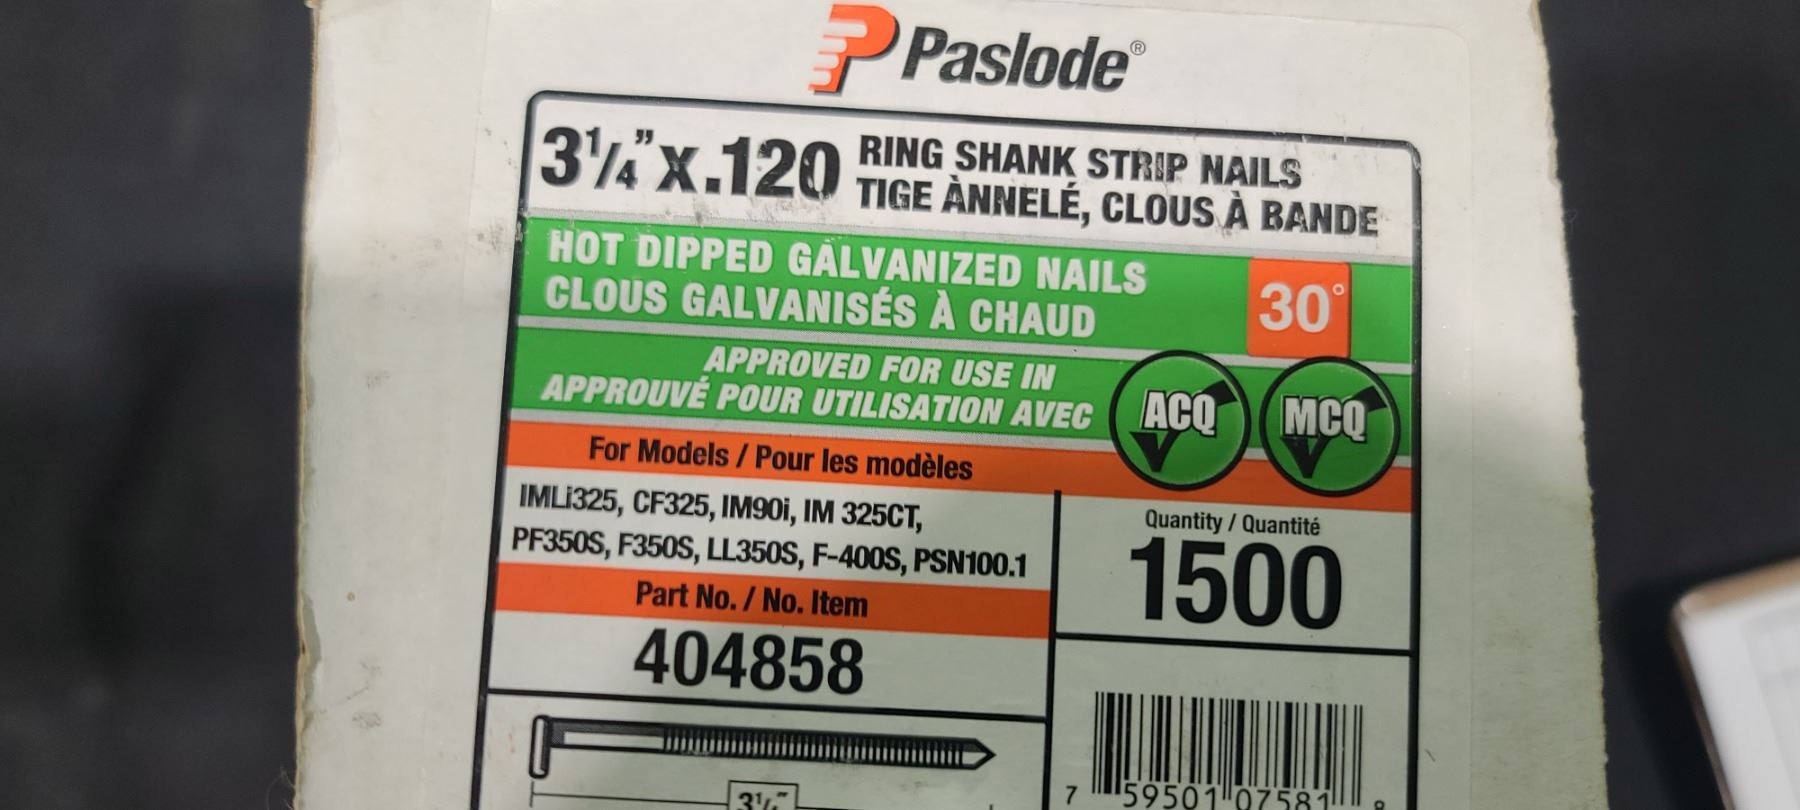 Paslode®
3¼" X .120
RING SHANK STRIP NAILS
TIGE ÀNNELÉ, CLOUS À BANDE
HOT DIPPED GALVANIZED NAILS
CLOUS GALVANISÉS À CHAUD
30°
APPROVED FOR USE IN
APPROUVÉ POUR UTILISATION AVEC
ACQ
MCQ
For Models / Pour les modèles
IMLi325, CF325, IM90i, IM 325CT,
PF350S, F350S, LL350S, F-400S, PSN100.1
Quantity / Quantité
1500
Part No. / No. Item
404858
3¼"
7 59501 07581 8